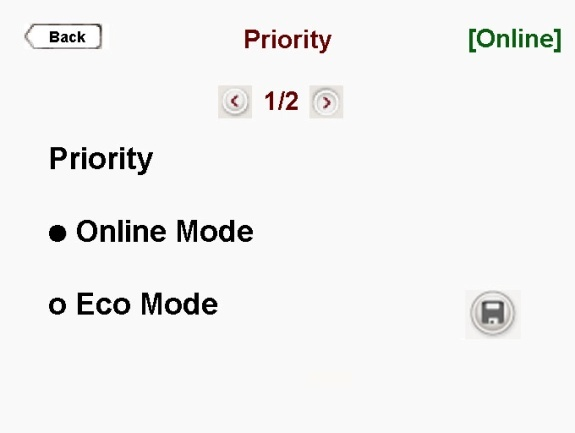 Back Priority [Online]
1/2
Priority
● Online Mode
o Eco Mode